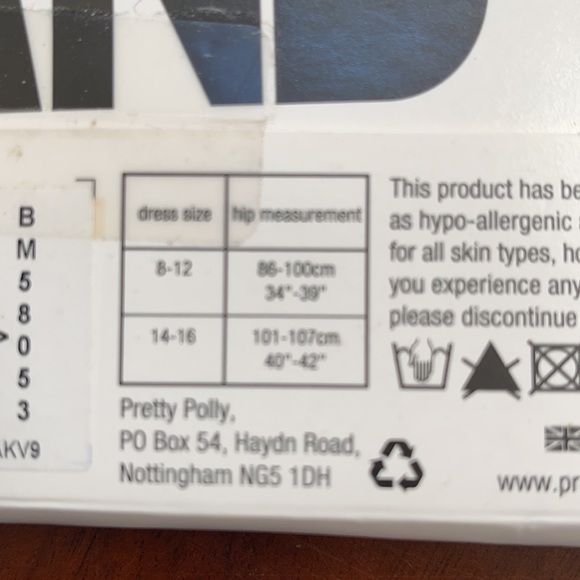 B
M
5
8
0
5
3
KV9
dress size hip measurement
8-12 86-100cm
34"-39"
14-16 101-107cm
40"-42"
Pretty Polly,
PO Box 54, Haydn Road,
Nottingham NG5 1DH
This product has be
as hypo-allergenic
for all skin types, ho
you experience any
please discontinue
www.pr